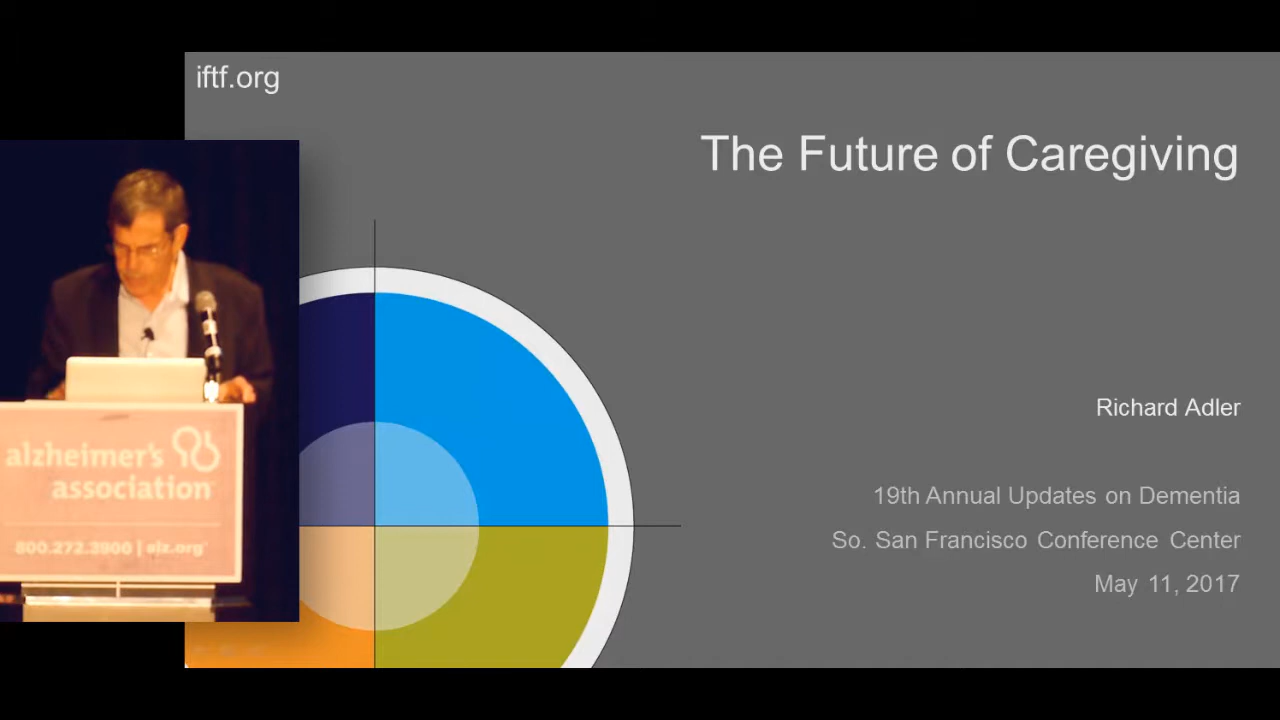 iftf.org
The Future of Caregiving
Richard Adler
19th Annual Updates on Dementia
So. San Francisco Conference Center
May 11, 2017
alzheimer's
association
800.272.3900 | alz.org